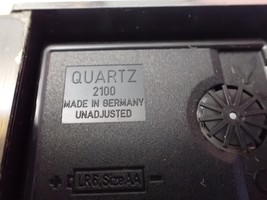 QUARTZ
2100
MADE IN GERMANY
UNADJUSTED
+ LR6, Size AA -